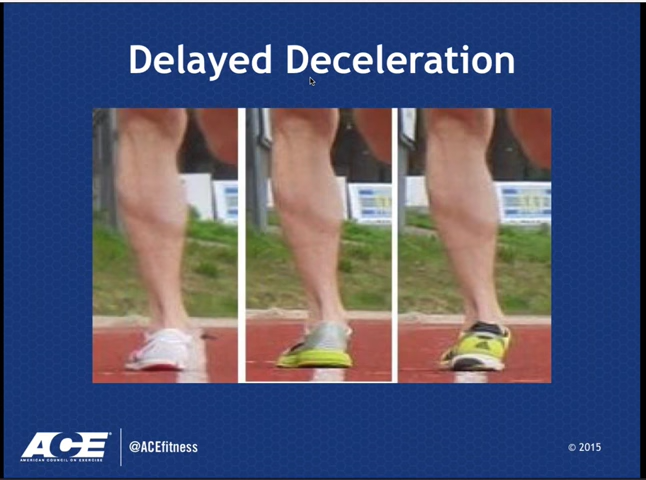 Delayed Deceleration
ACE
AMERICAN COUNCIL ON EXERCISE
@ACEfitness
© 2015